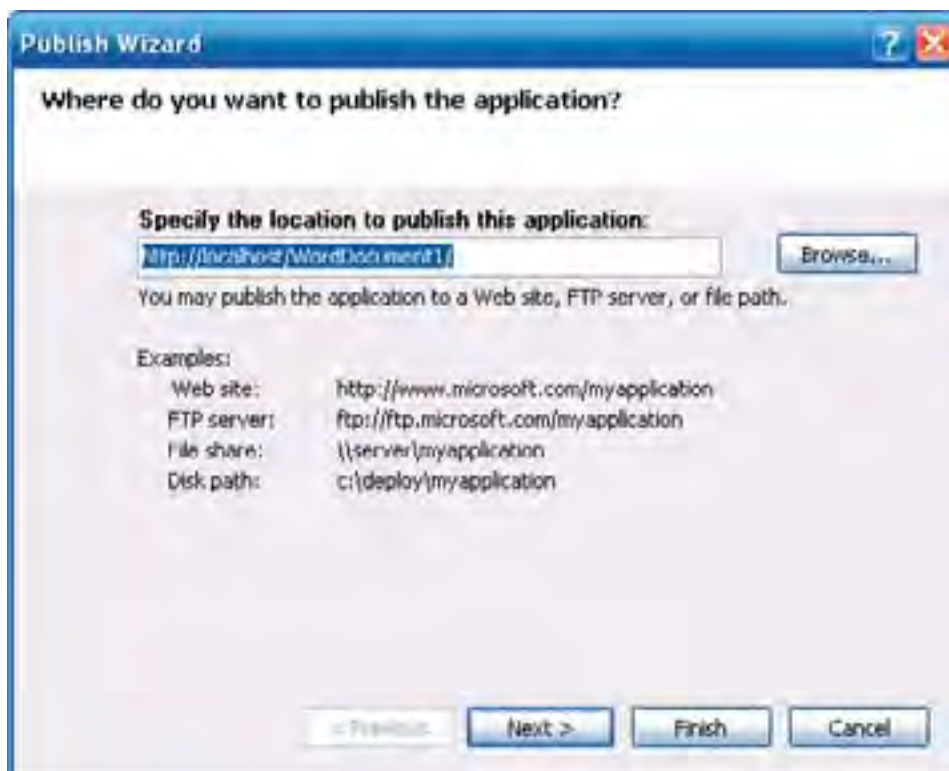 Publish Wizard
Where do you want to publish the application?
Specify the location to publish this application:
http://localhost/WordDocument1/
Browse...
You may publish the application to a Web site, FTP server, or file path.
Examples:
Web site: http://www.microsoft.com/myapplication
FTP server: ftp://ftp.microsoft.com/myapplication
File share: \\server\myapplication
Disk path: c:\deploy\myapplication
< Previous Next > Finish Cancel